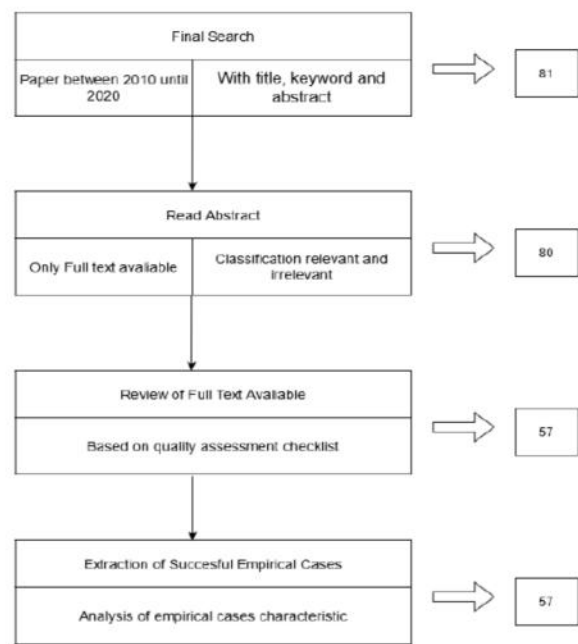 Final Search
Paper between 2010 until
2020
With title, keyword and
abstract
81
Read Abstract
Only Full text available
Classification relevant and
irrelevant
80
Review of Full Text Available
Based on quality assessment checklist
57
Extraction of Succesful Empirical Cases
Analysis of empirical cases characteristic
57